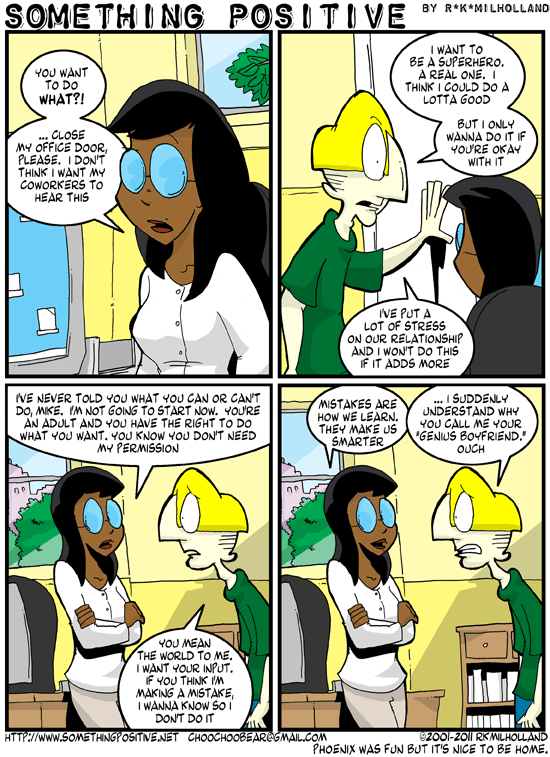 SOMETHING POSITIVE BY R*K*MILHOLLAND
YOU WANT
TO DO
WHAT?!
... CLOSE
MY OFFICE DOOR,
PLEASE. I DON'T
THINK I WANT MY
COWORKERS TO
HEAR THIS
I WANT TO
BE A SUPERHERO.
A REAL ONE. I
THINK I COULD DO A
LOTTA GOOD
BUT I ONLY
WANNA DO IT IF
YOU'RE OKAY
WITH IT
I'VE PUT A
LOT OF STRESS
ON OUR RELATIONSHIP
AND I WON'T DO THIS
IF IT ADDS MORE
I'VE NEVER TOLD YOU WHAT YOU CAN OR CAN'T
DO, MIKE. I'M NOT GOING TO START NOW. YOU'RE
AN ADULT AND YOU HAVE THE RIGHT TO DO
WHAT YOU WANT. YOU KNOW YOU DON'T NEED
MY PERMISSION
YOU MEAN
THE WORLD TO ME.
I WANT YOUR INPUT.
IF YOU THINK I'M
MAKING A MISTAKE,
I WANNA KNOW SO I
DON'T DO IT
MISTAKES ARE
HOW WE LEARN.
THEY MAKE US
SMARTER
... I SUDDENLY
UNDERSTAND WHY
YOU CALL ME YOUR
"GENIUS BOYFRIEND."
OUCH
HTTP://WWW.SOMETHINGPOSITIVE.NET CHOOCHOOBEAR@GMAIL.COM ©2001-2011 RKMILHOLLAND
PHOENIX WAS FUN BUT IT'S NICE TO BE HOME.